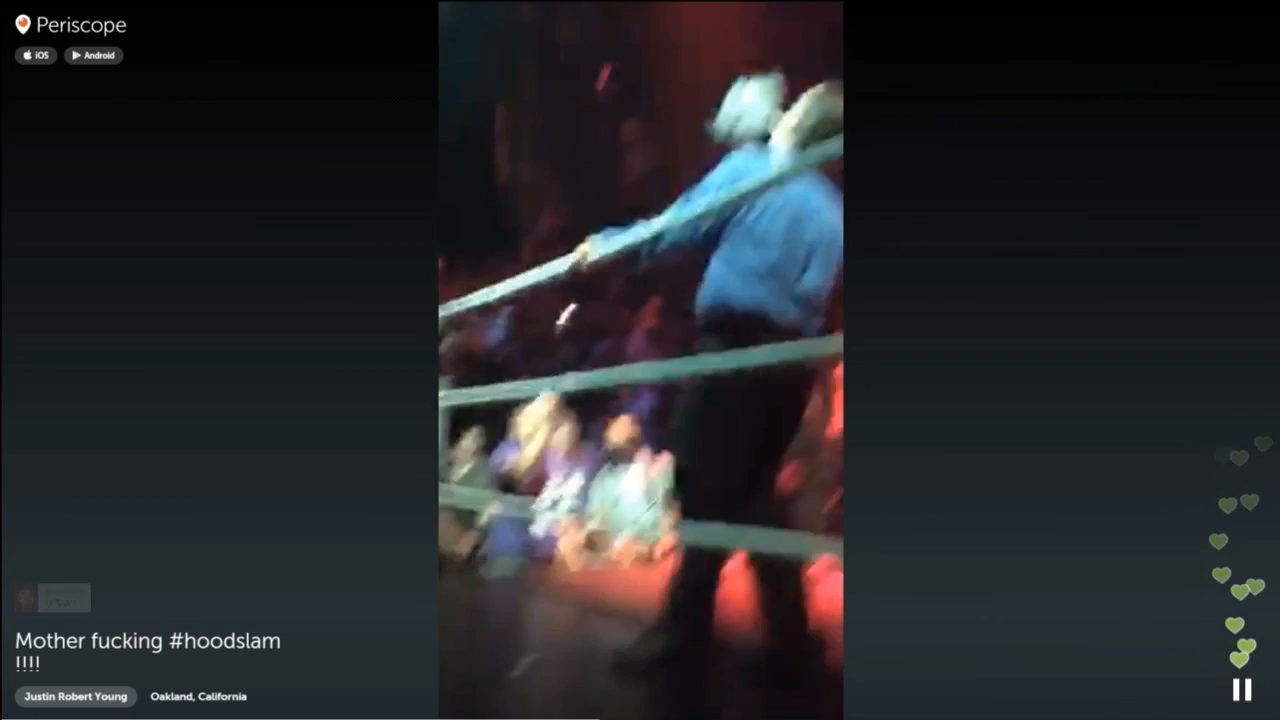 Periscope
iOS
Android
Mother fucking #hoodslam
!!!!
Justin Robert Young
Oakland, California